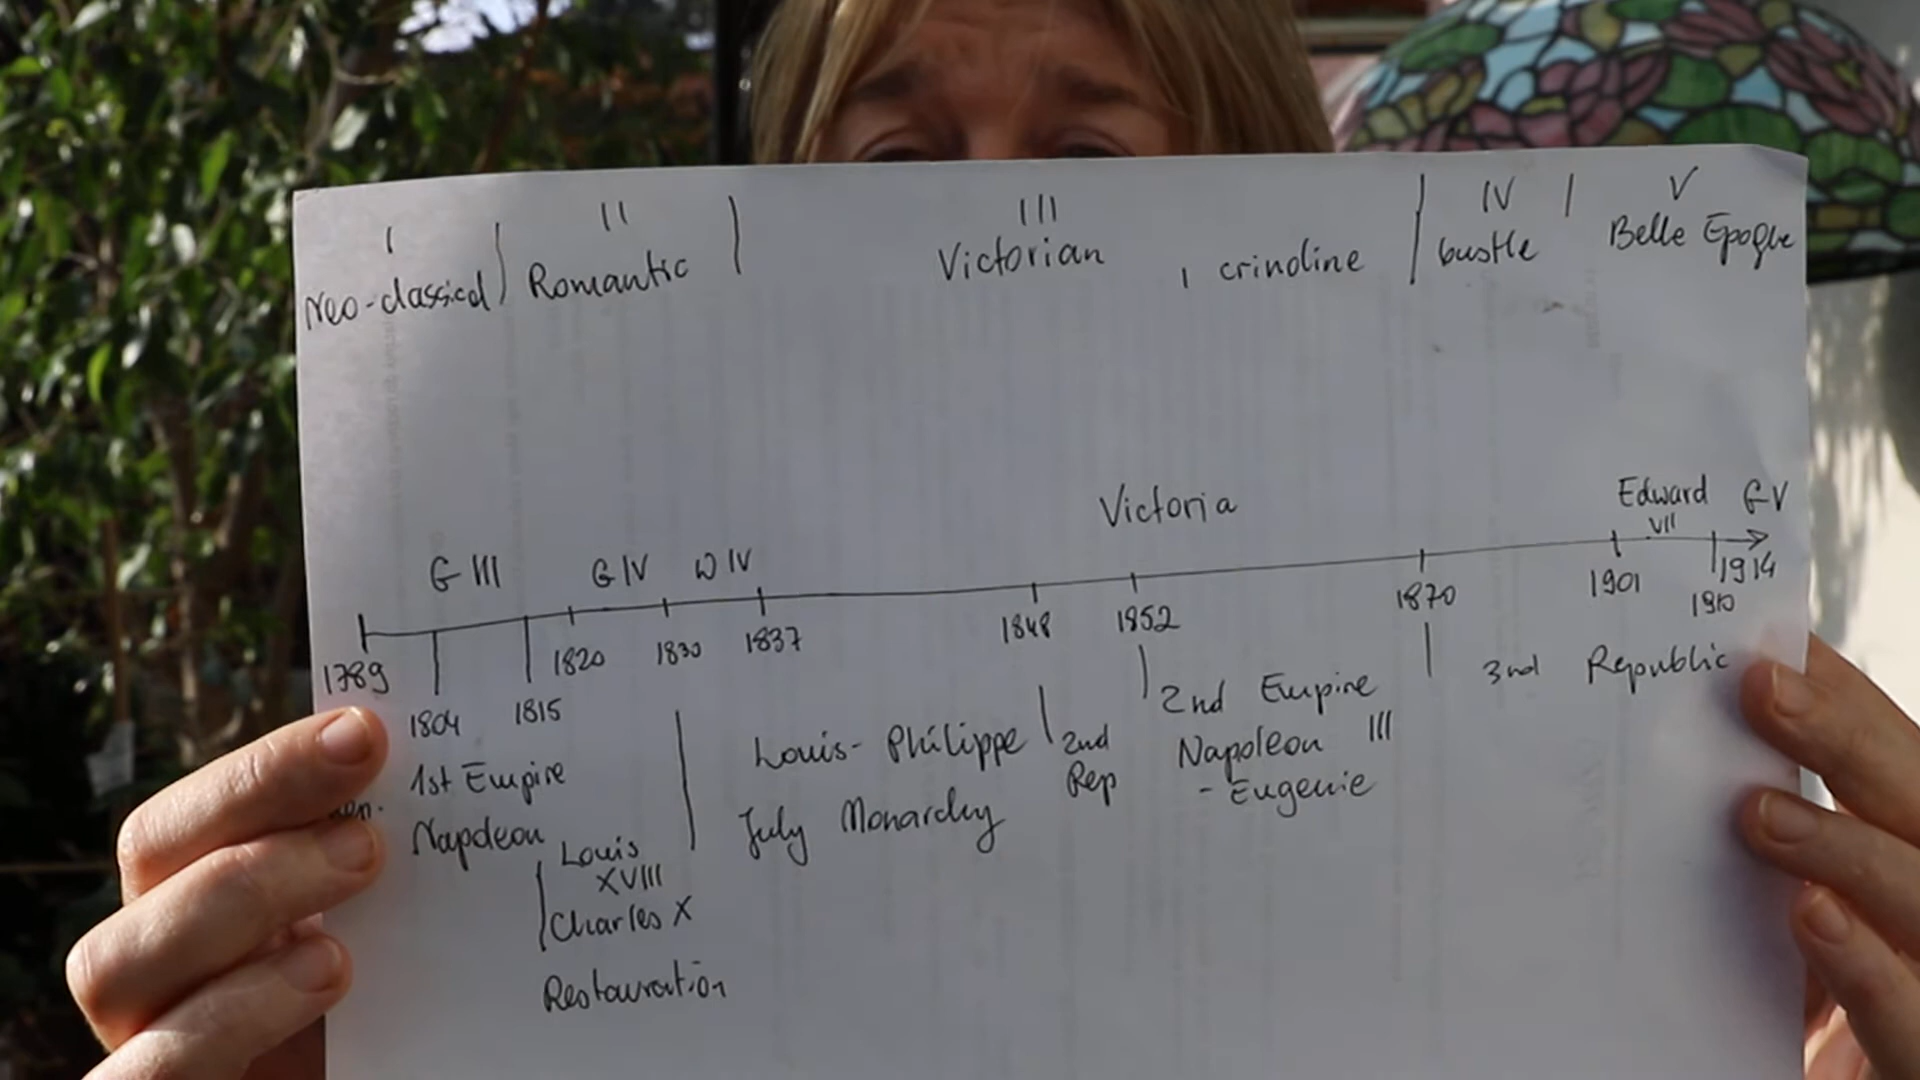 I II III IV V
Neo-classical Romantic Victorian crinoline bustle Belle Epoque
Victoria Edward VII G V
G III G IV W IV
1789 1804 1815 1820 1830 1837 1848 1852 1870 1901 1910 1914
1st Empire Louis-Philippe 2nd Rep 2nd Empire 3nd Republic
Napoleon July Monarchy Napoleon III
- Eugenie
Louis XVIII
Charles X
Restauration